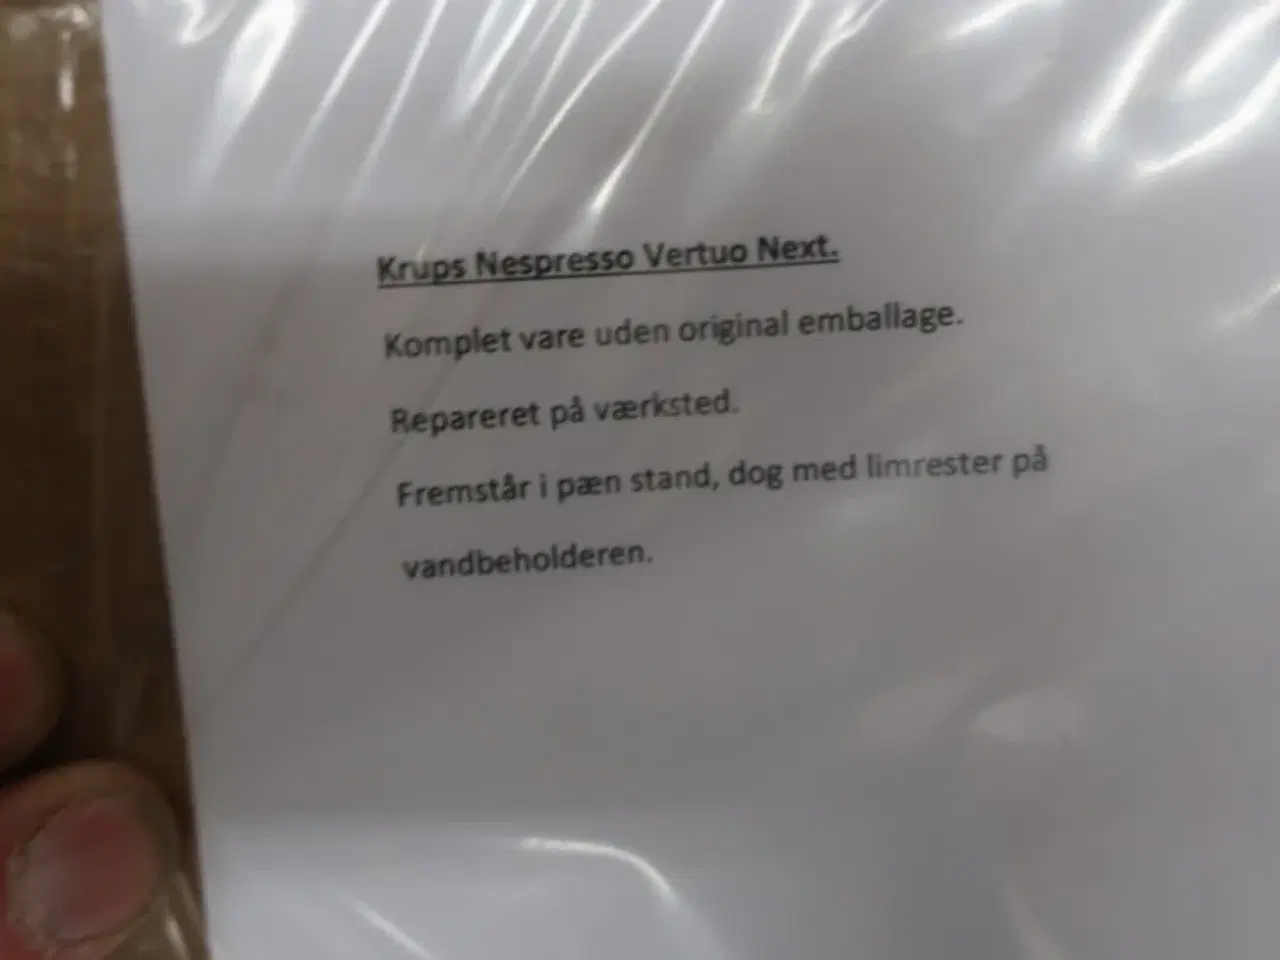 Krups Nespresso Vertuo Next.
Komplet vare uden original emballage.
Repareret på værksted.
Fremstår i pæn stand, dog med limrester på
vandbeholderen.